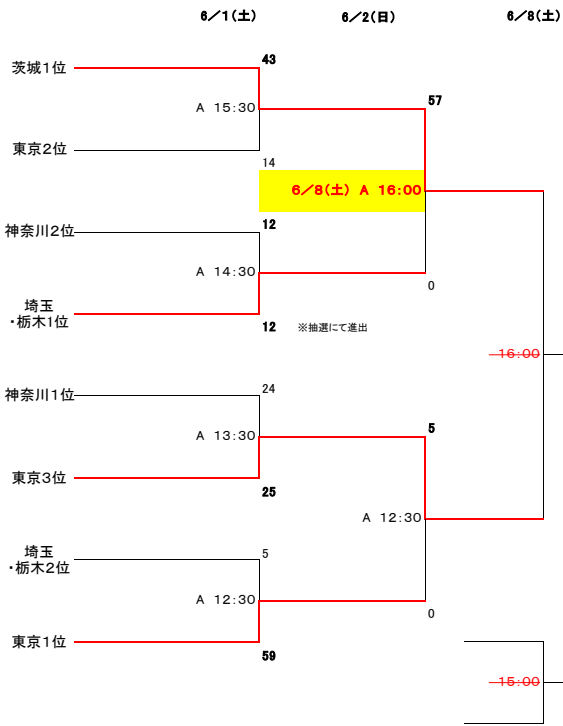 6／1(土)
6／2(日)
6／8(土)
茨城1位
43
A 15:30
57
東京2位
14
6／8(土) A 16:00
神奈川2位
12
A 14:30
0
埼玉
・栃木1位
12
※抽選にて進出
16:00
神奈川1位
24
A 13:30
5
東京3位
25
A 12:30
埼玉
・栃木2位
5
A 12:30
0
東京1位
59
15:00